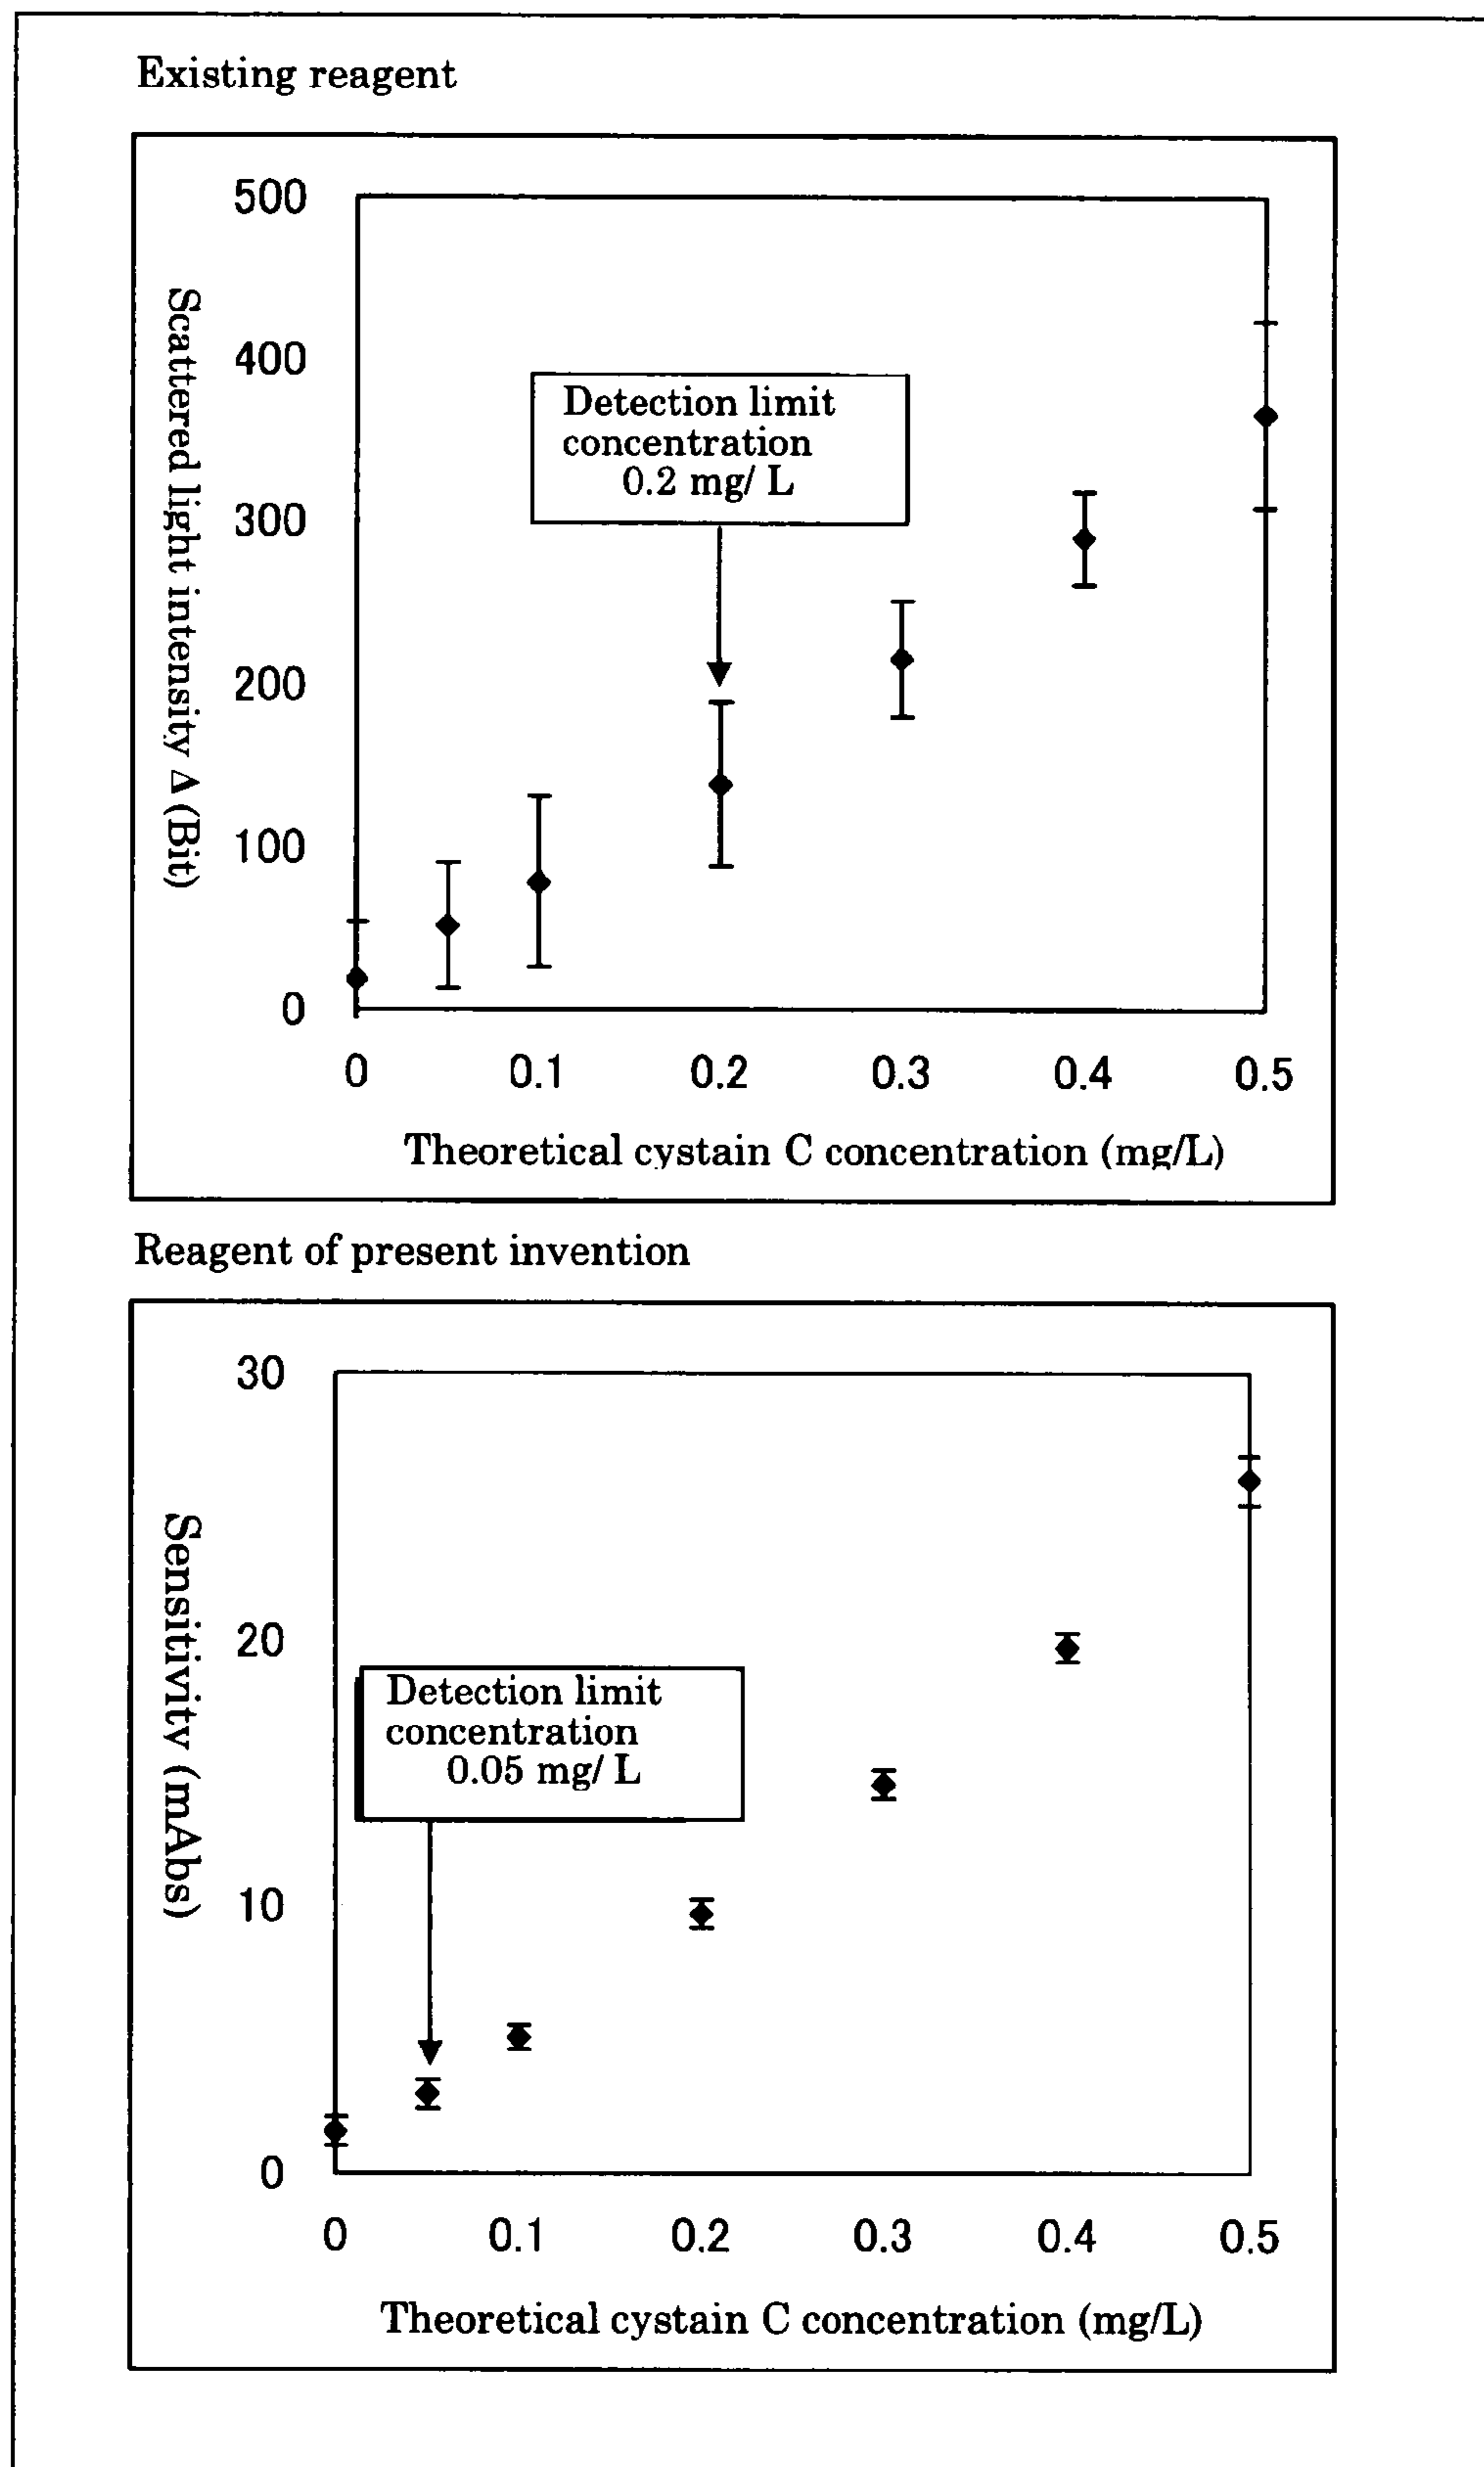 Existing reagent
500
400
300
200
100
0
Scattered light intensity Δ (Bit)
Detection limit
concentration
0.2 mg/ L
0 0.1 0.2 0.3 0.4 0.5
Theoretical cystain C concentration (mg/L)
Reagent of present invention
30
20
10
0
Sensitivity (mAbs)
Detection limit
concentration
0.05 mg/ L
0 0.1 0.2 0.3 0.4 0.5
Theoretical cystain C concentration (mg/L)